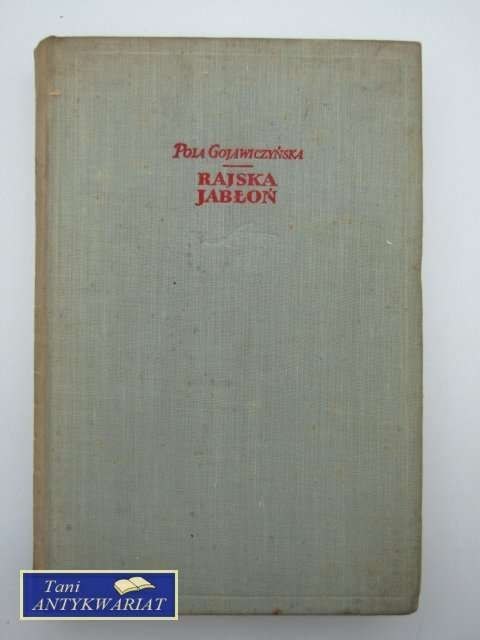 Pola Gojawiczyńska
RAJSKA
JABŁOŃ
Tani
ANTYKWARIAT